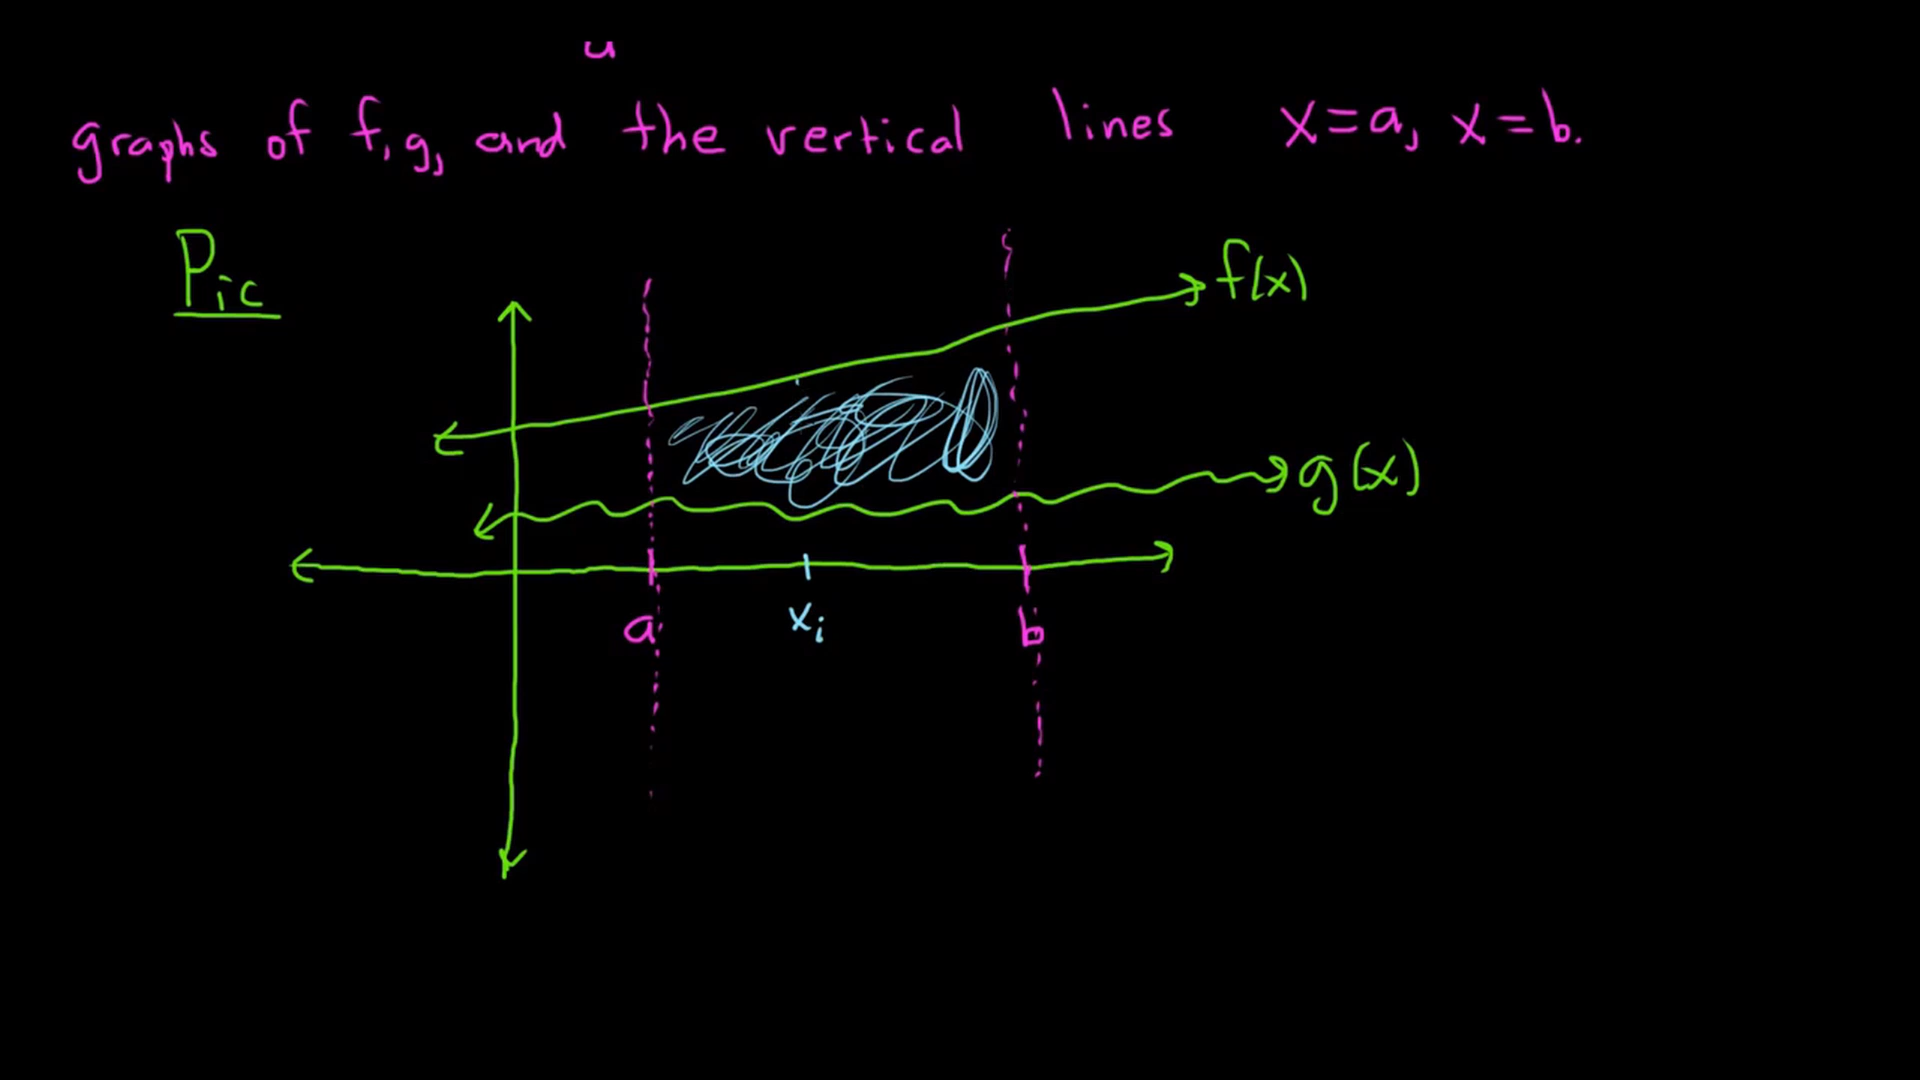 graphs of f, g, and the vertical lines x=a, x=b.
Pic
f(x)
g(x)
a
xᵢ
b